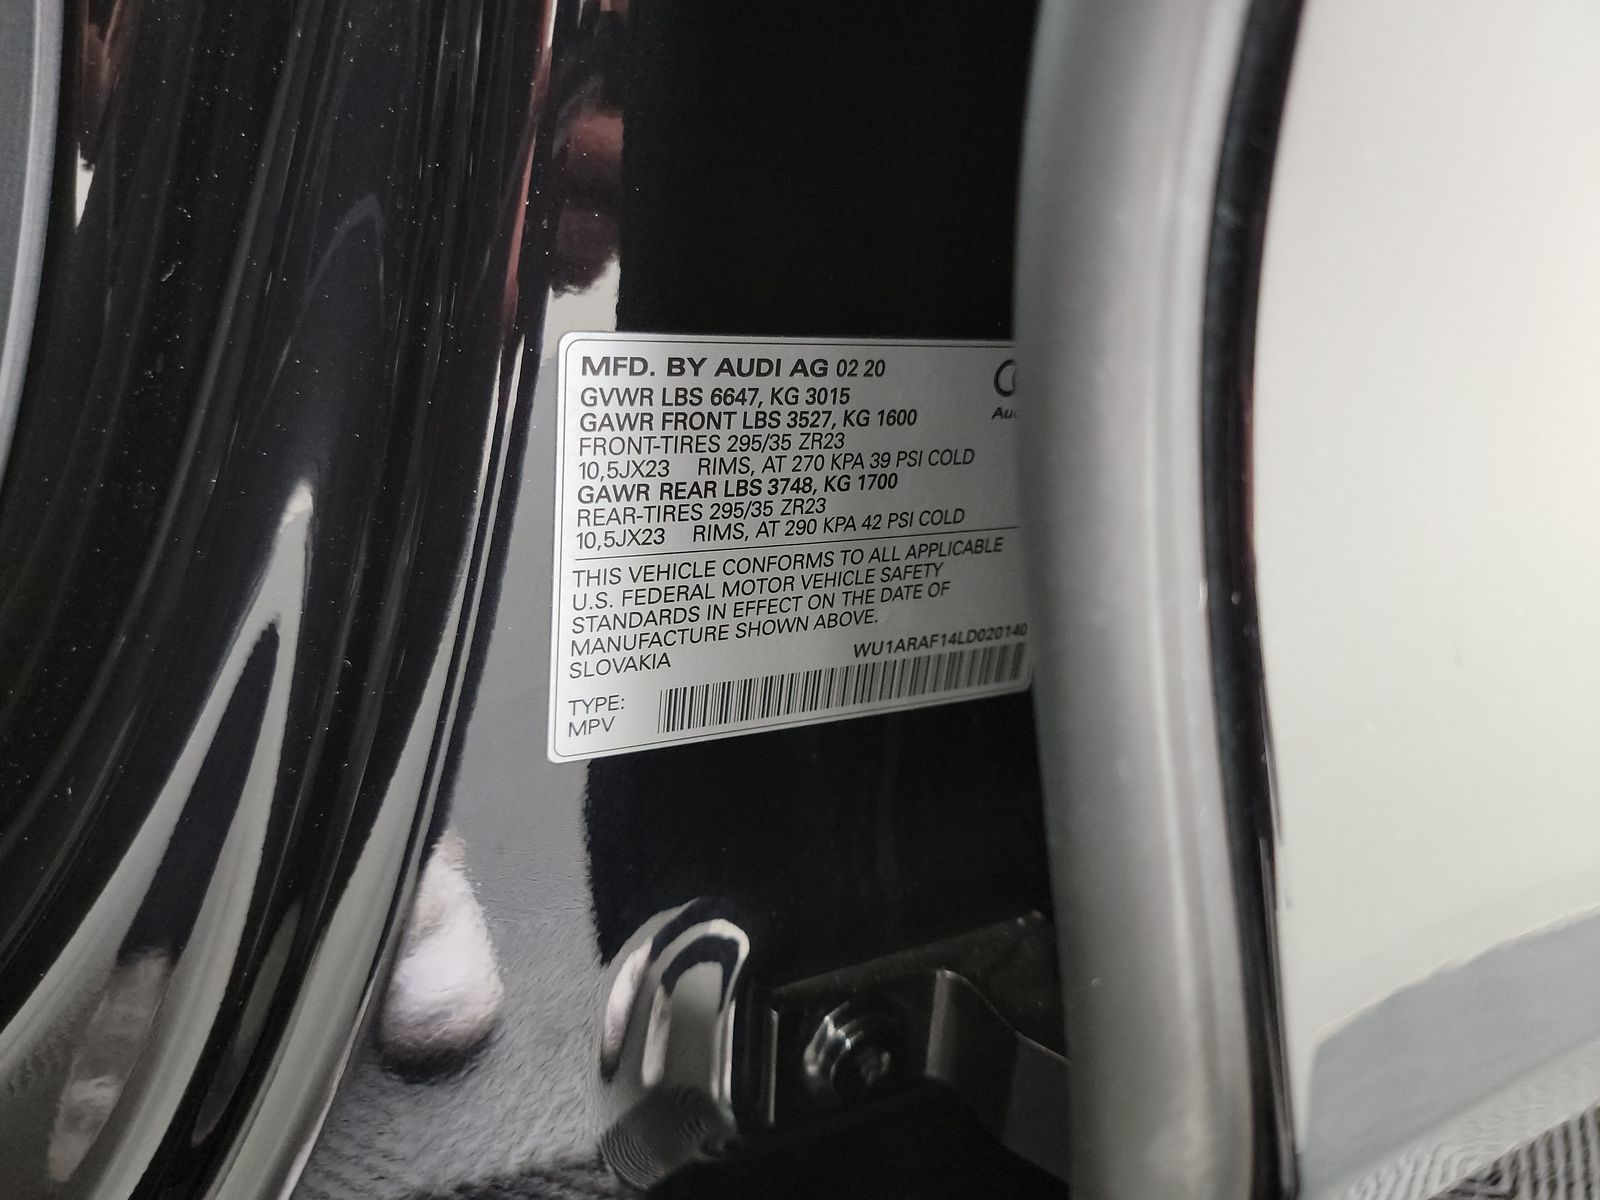 MFD. BY AUDI AG 02 20
GVWR LBS 6647, KG 3015
GAWR FRONT LBS 3527, KG 1600
FRONT-TIRES 295/35 ZR23
10,5JX23 RIMS, AT 270 KPA 39 PSI COLD
GAWR REAR LBS 3748, KG 1700
REAR-TIRES 295/35 ZR23
10,5JX23 RIMS, AT 290 KPA 42 PSI COLD
THIS VEHICLE CONFORMS TO ALL APPLICABLE
U.S. FEDERAL MOTOR VEHICLE SAFETY
STANDARDS IN EFFECT ON THE DATE OF
MANUFACTURE SHOWN ABOVE.
SLOVAKIA
WU1ARAF14LD020140
TYPE:
MPV